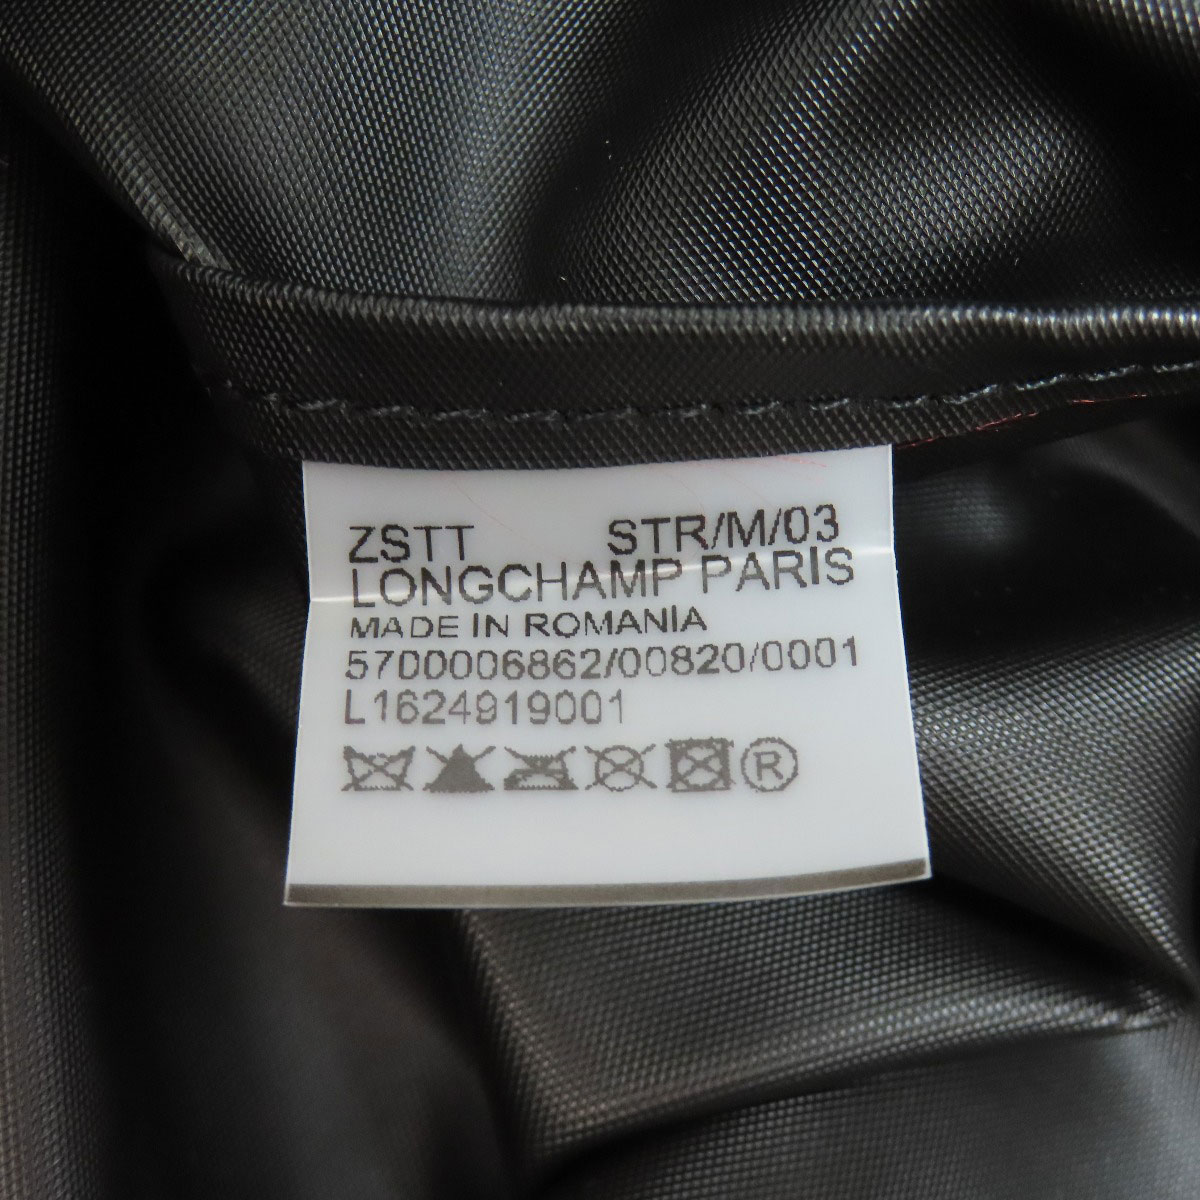 ZSTT STR/M/03
LONGCHAMP PARIS
MADE IN ROMANIA
5700006862/00820/0001
L1624919001
®